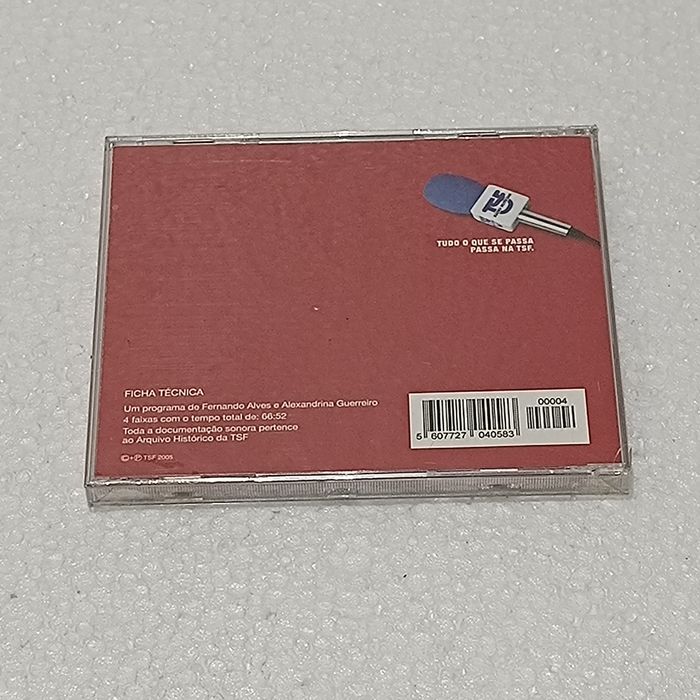 TSF
TUDO O QUE SE PASSA
PASSA NA TSF.
FICHA TÉCNICA
Um programa de Fernando Alves e Alexandrina Guerreiro
4 faixas com o tempo total de: 66:52
Toda a documentação sonora pertence
ao Arquivo Histórico da TSF
©+℗ TSF 2005
00004
5 607727 040583